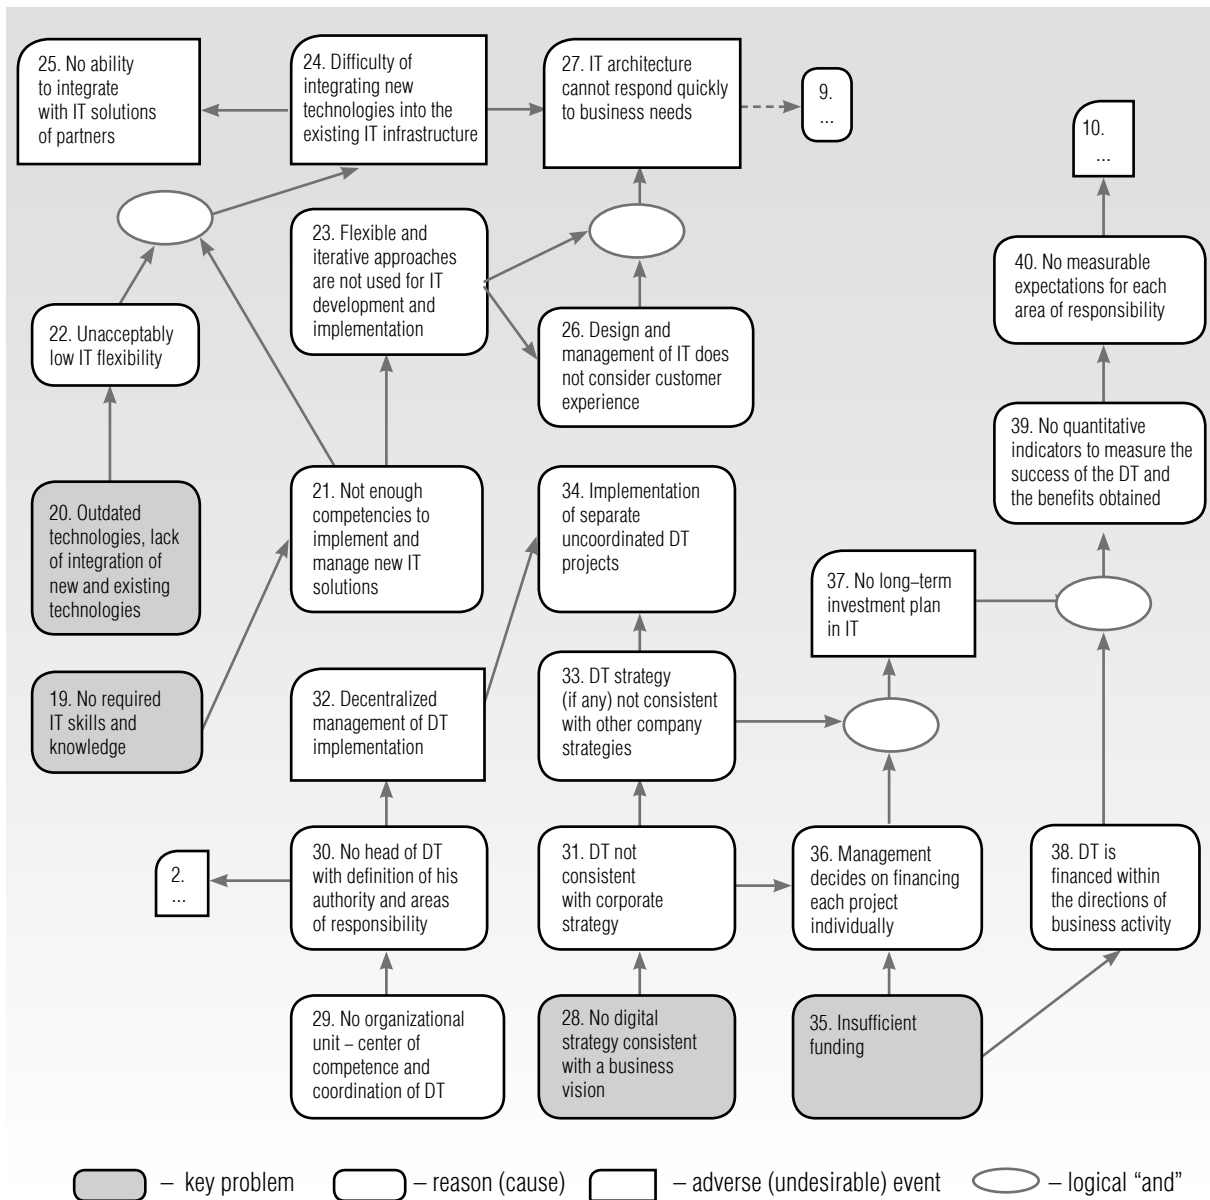 25. No ability
to integrate
with IT solutions
of partners
24. Difficulty of
integrating new
technologies into the
existing IT infrastructure
27. IT architecture
cannot respond quickly
to business needs
9.
...
10.
...
23. Flexible and
iterative approaches
are not used for IT
development and
implementation
40. No measurable
expectations for each
area of responsibility
22. Unacceptably
low IT flexibility
26. Design and
management of IT does
not consider customer
experience
39. No quantitative
indicators to measure the
success of the DT and
the benefits obtained
20. Outdated
technologies, lack
of integration of
new and existing
technologies
21. Not enough
competencies to
implement and
manage new IT
solutions
34. Implementation
of separate
uncoordinated DT
projects
37. No long–term
investment plan
in IT
19. No required
IT skills and
knowledge
32. Decentralized
management of DT
implementation
33. DT strategy
(if any) not consistent
with other company
strategies
2.
...
30. No head of DT
with definition of his
authority and areas
of responsibility
31. DT not
consistent
with corporate
strategy
36. Management
decides on financing
each project
individually
38. DT is
financed within
the directions of
business activity
29. No organizational
unit – center of
competence and
coordination of DT
28. No digital
strategy consistent
with a business
vision
35. Insufficient
funding
– key problem
– reason (cause)
– adverse (undesirable) event
– logical “and”